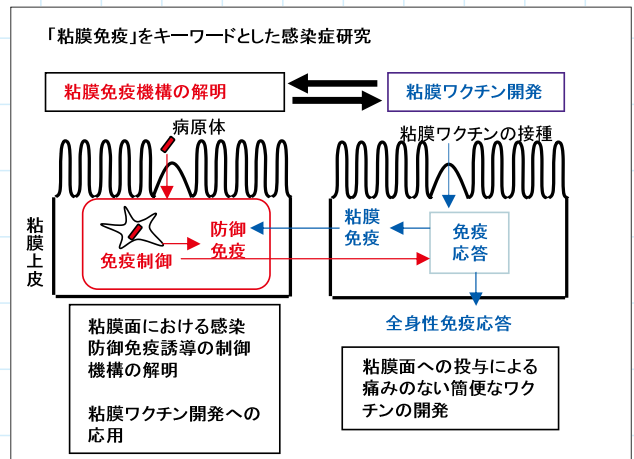 「粘膜免疫」をキーワードとした感染症研究
粘膜免疫機構の解明
粘膜ワクチン開発
病原体
粘膜ワクチンの接種
粘膜上皮
防御
免疫
免疫制御
粘膜
免疫
免疫
応答
全身性免疫応答
粘膜面における感染
防御免疫誘導の制御
機構の解明
粘膜ワクチン開発への
応用
粘膜面への投与による
痛みのない簡便なワク
チンの開発